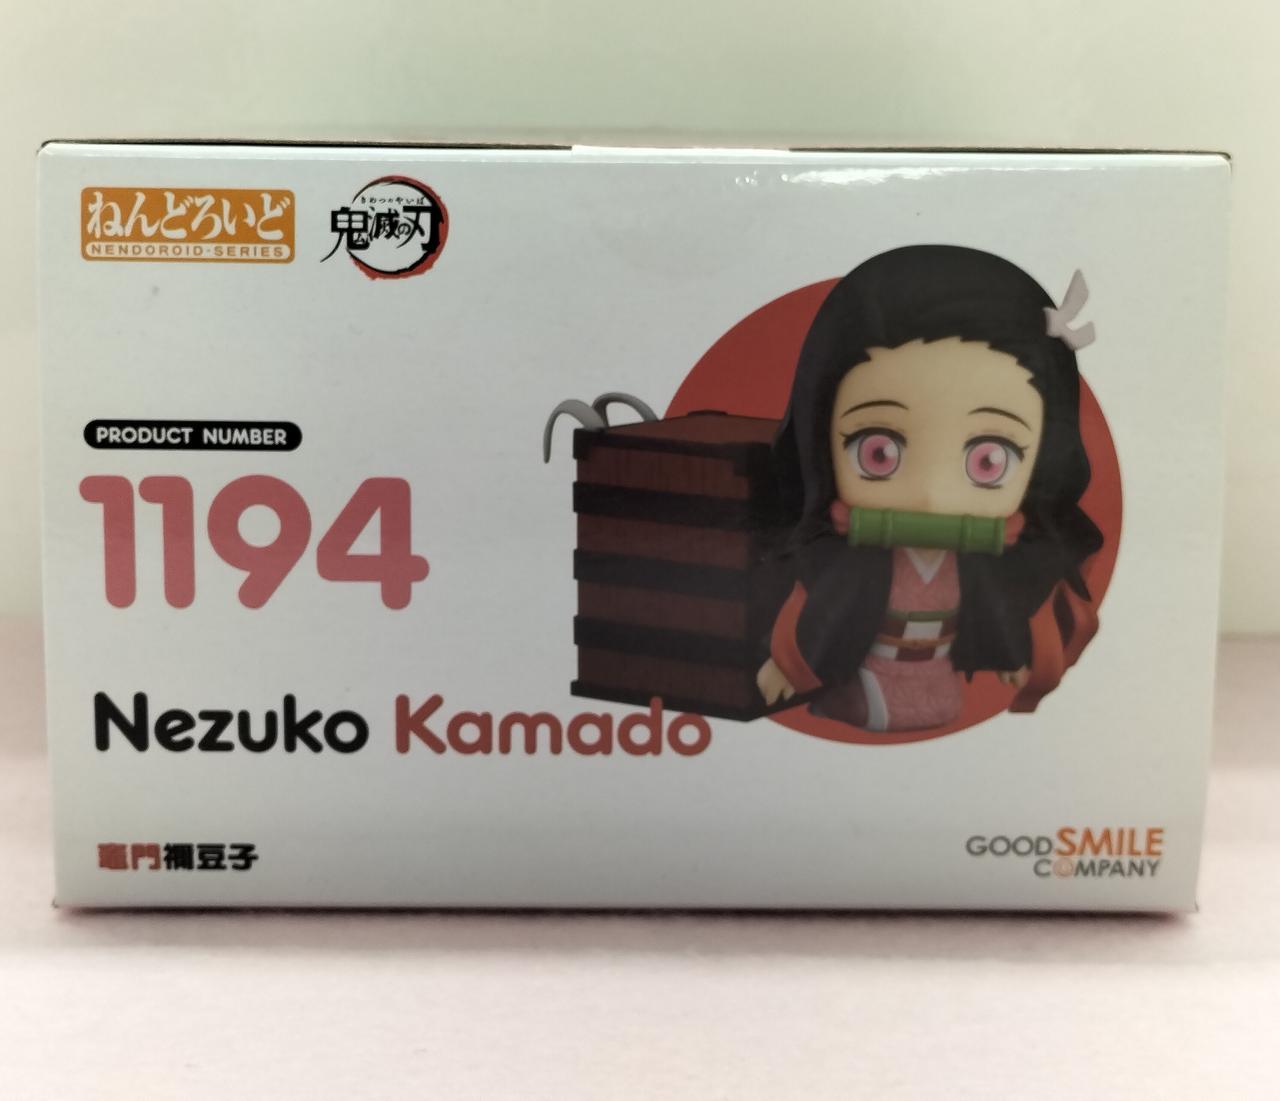 ねんどろいど
NENDOROID-SERIES
きめつのやいば
鬼滅の刃
PRODUCT NUMBER
1194
Nezuko Kamado
竈門禰豆子
GOOD SMILE
COMPANY